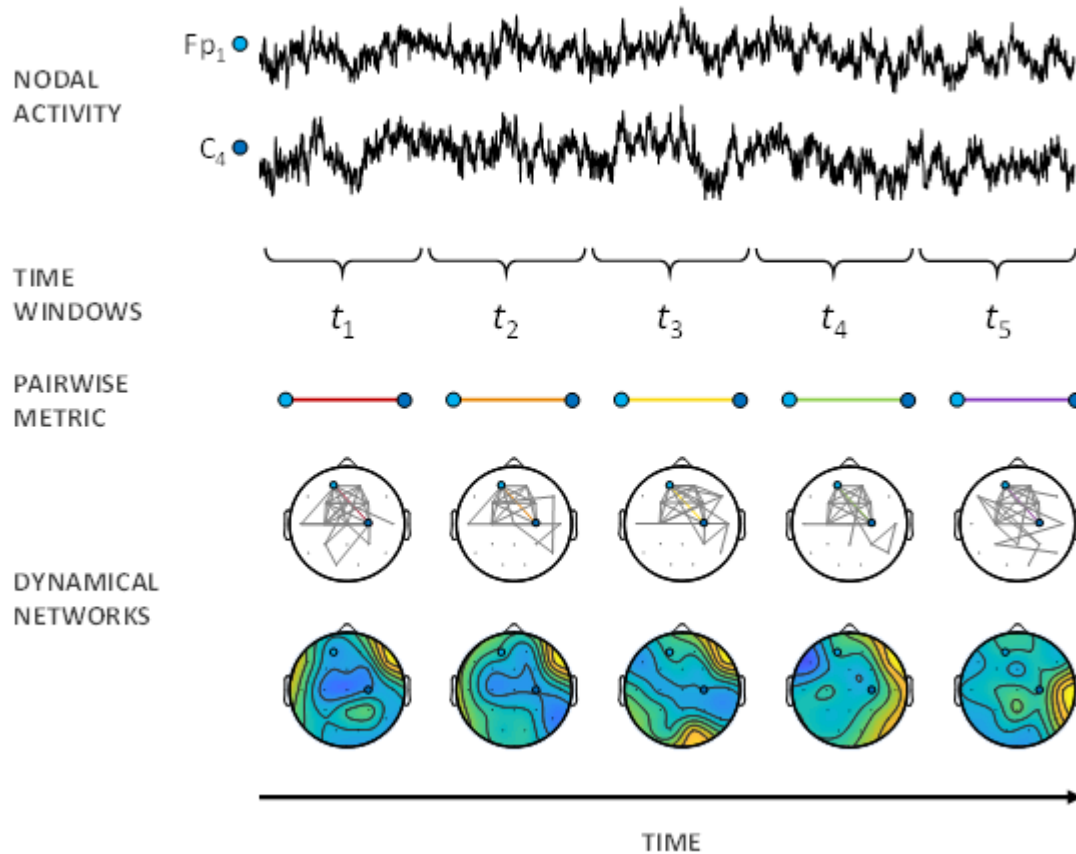 Fp₁
NODAL
ACTIVITY
C₄
TIME
WINDOWS
t₁ t₂ t₃ t₄ t₅
PAIRWISE
METRIC
DYNAMICAL
NETWORKS
TIME